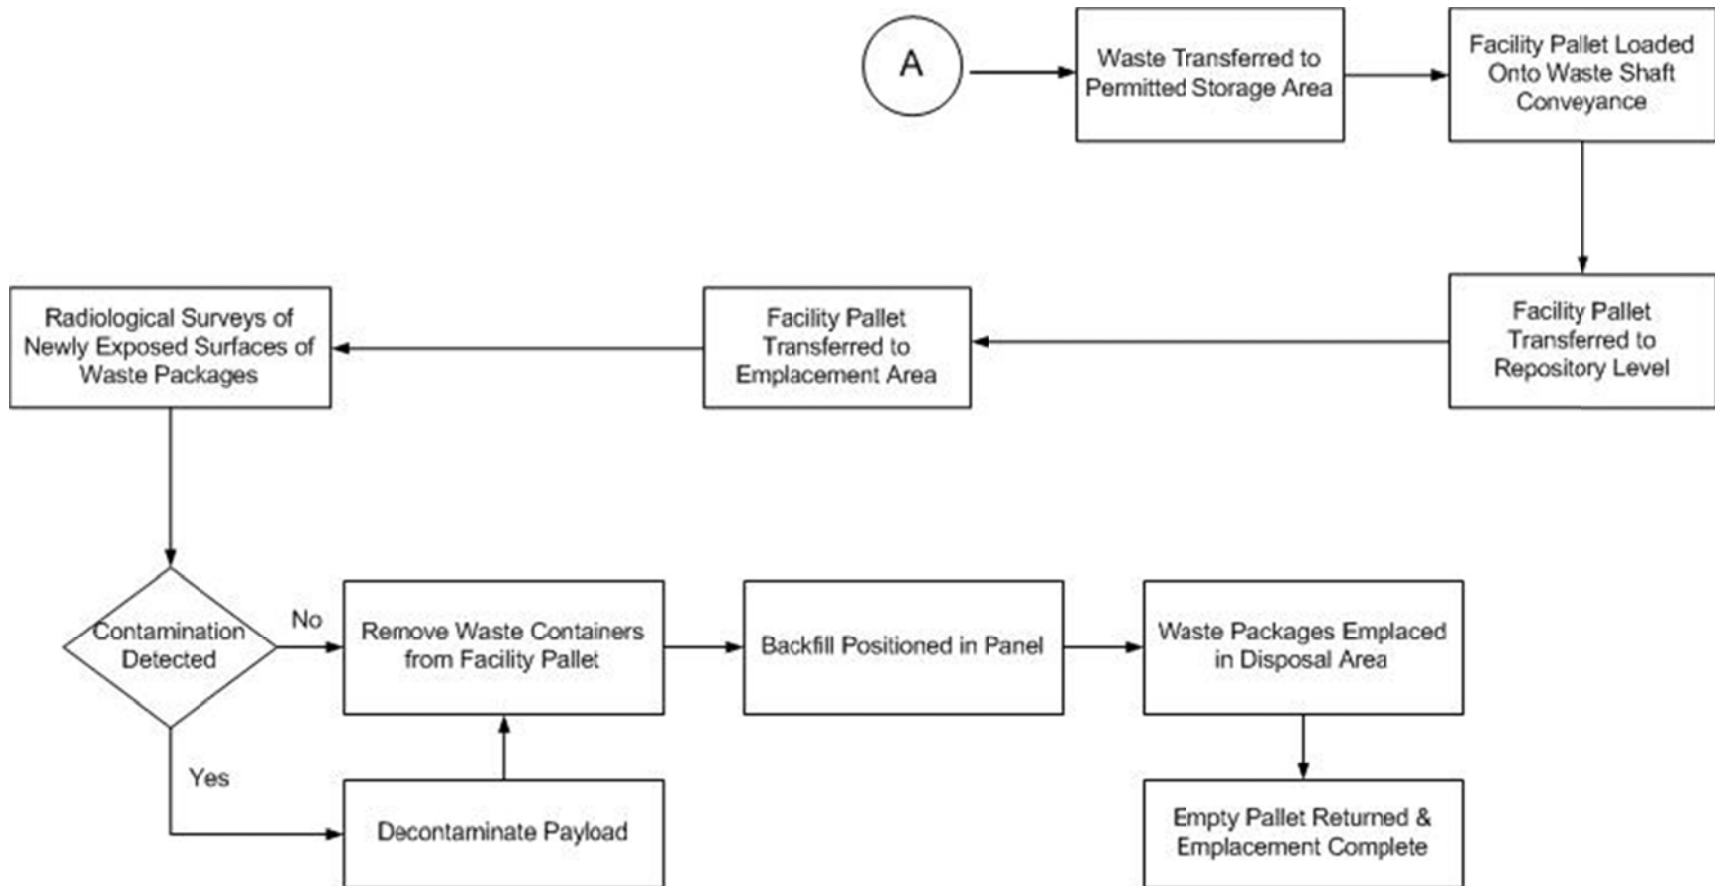 A
Waste Transferred to
Permitted Storage Area
Facility Pallet Loaded
Onto Waste Shaft
Conveyance
Facility Pallet
Transferred to
Repository Level
Facility Pallet
Transferred to
Emplacement Area
Radiological Surveys of
Newly Exposed Surfaces of
Waste Packages
Contamination
Detected
No
Remove Waste Containers
from Facility Pallet
Backfill Positioned in Panel
Waste Packages Emplaced
in Disposal Area
Yes
Decontaminate Payload
Empty Pallet Returned &
Emplacement Complete